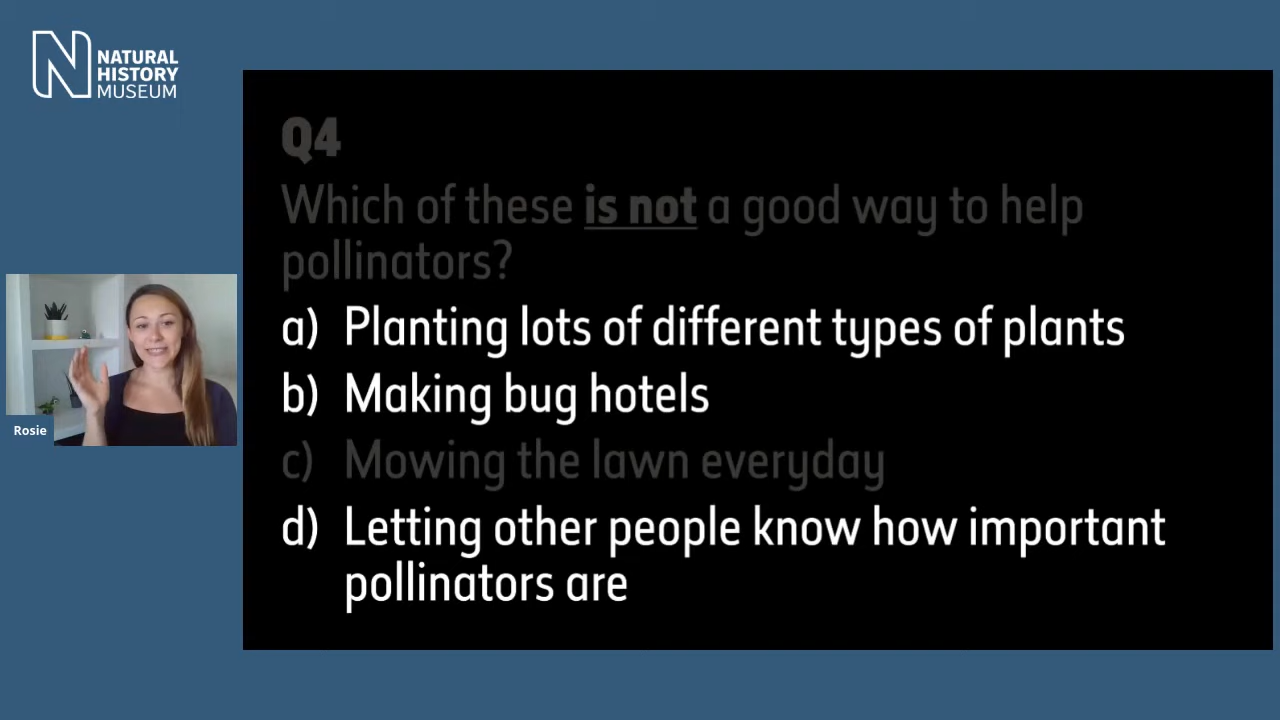 NATURAL
HISTORY
MUSEUM
Q4
Which of these is not a good way to help
pollinators?
a) Planting lots of different types of plants
b) Making bug hotels
c) Mowing the lawn everyday
d) Letting other people know how important
pollinators are
Rosie